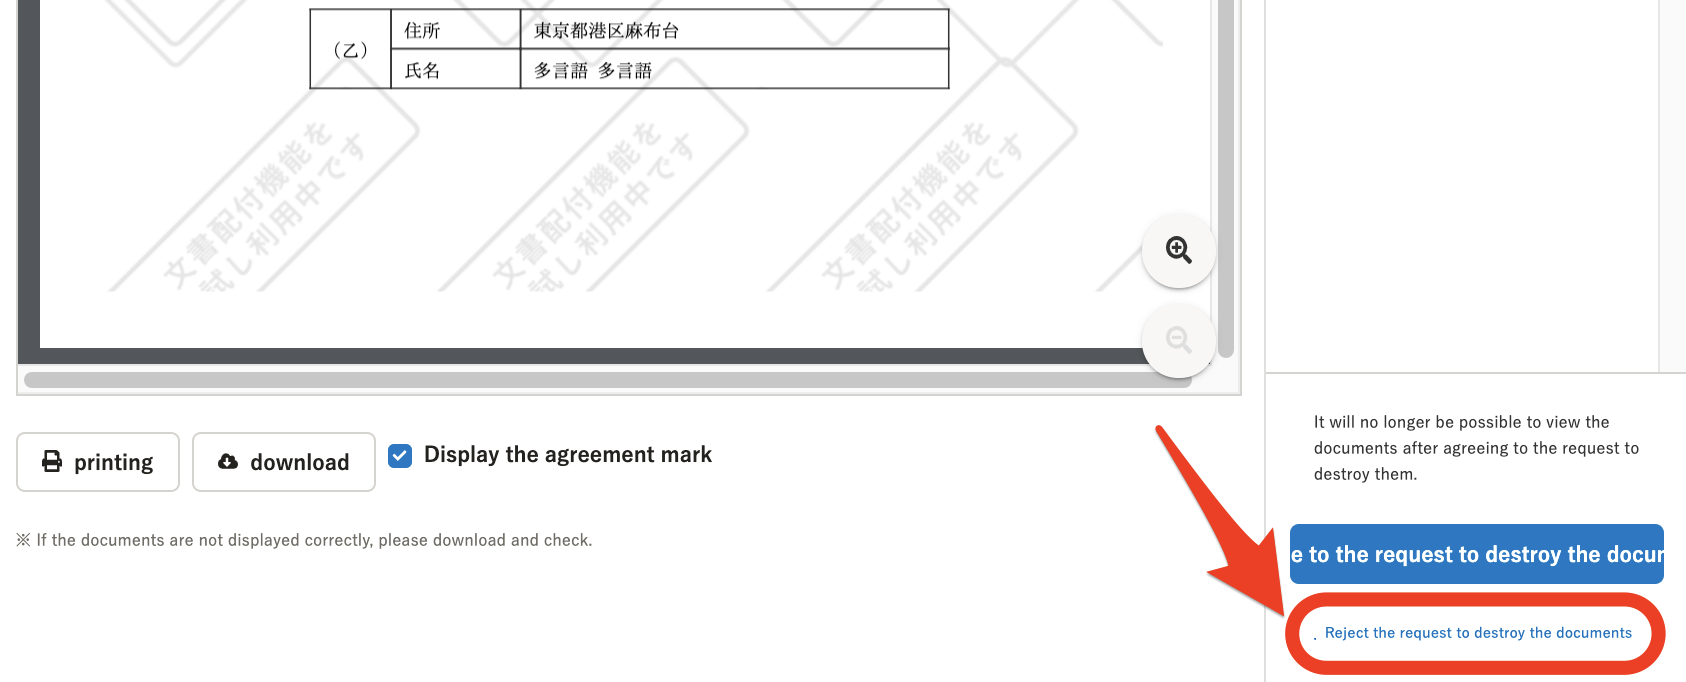 (乙)
住所
東京都港区麻布台
氏名
多言語 多言語
文書配付機能を
試し利用中です
文書配付機能を
試し利用中です
文書配付機能を
試し利用中です
printing
download
Display the agreement mark
※ If the documents are not displayed correctly, please download and check.
It will no longer be possible to view the
documents after agreeing to the request to
destroy them.
e to the request to destroy the docur
Reject the request to destroy the documents